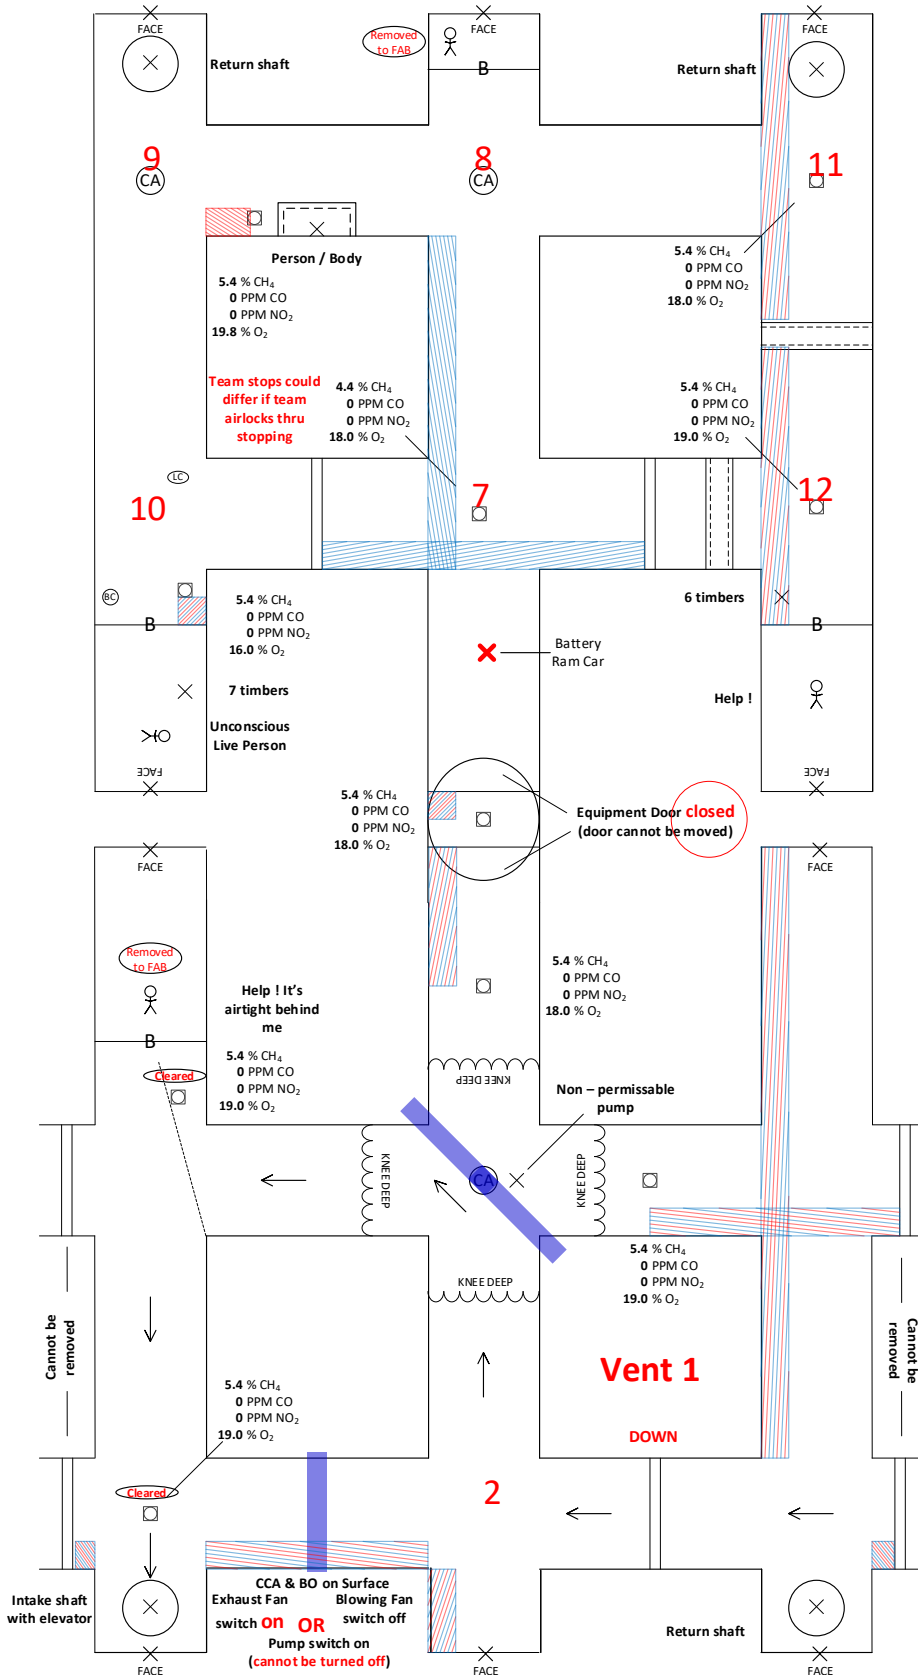 FACE
FACE
FACE
Removed
to FAB
B
Return shaft
Return shaft
9
8
11
CA
CA
Person / Body
5.4 % CH₄
0 PPM CO
0 PPM NO₂
19.8 % O₂
5.4 % CH₄
0 PPM CO
0 PPM NO₂
18.0 % O₂
Team stops could
differ if team
airlocks thru
stopping
4.4 % CH₄
0 PPM CO
0 PPM NO₂
18.0 % O₂
5.4 % CH₄
0 PPM CO
0 PPM NO₂
19.0 % O₂
LC
10
7
12
BC
B
5.4 % CH₄
0 PPM CO
0 PPM NO₂
16.0 % O₂
6 timbers
B
Battery
Ram Car
7 timbers
Help !
Unconscious
Live Person
FACE
FACE
5.4 % CH₄
0 PPM CO
0 PPM NO₂
18.0 % O₂
Equipment Door closed
(door cannot be moved)
FACE
FACE
Removed
to FAB
B
Help ! It's
airtight behind
me
5.4 % CH₄
0 PPM CO
0 PPM NO₂
18.0 % O₂
Cleared
5.4 % CH₄
0 PPM CO
0 PPM NO₂
19.0 % O₂
KNEE DEEP
Non – permissable
pump
KNEE DEEP
CA
KNEE DEEP
KNEE DEEP
5.4 % CH₄
0 PPM CO
0 PPM NO₂
19.0 % O₂
Cannot be
removed
Vent 1
DOWN
Cannot be
removed
5.4 % CH₄
0 PPM CO
0 PPM NO₂
19.0 % O₂
Cleared
2
Intake shaft
with elevator
CCA & BO on Surface
Exhaust Fan
switch on
OR
Blowing Fan
switch off
Pump switch on
(cannot be turned off)
Return shaft
FACE
FACE
FACE